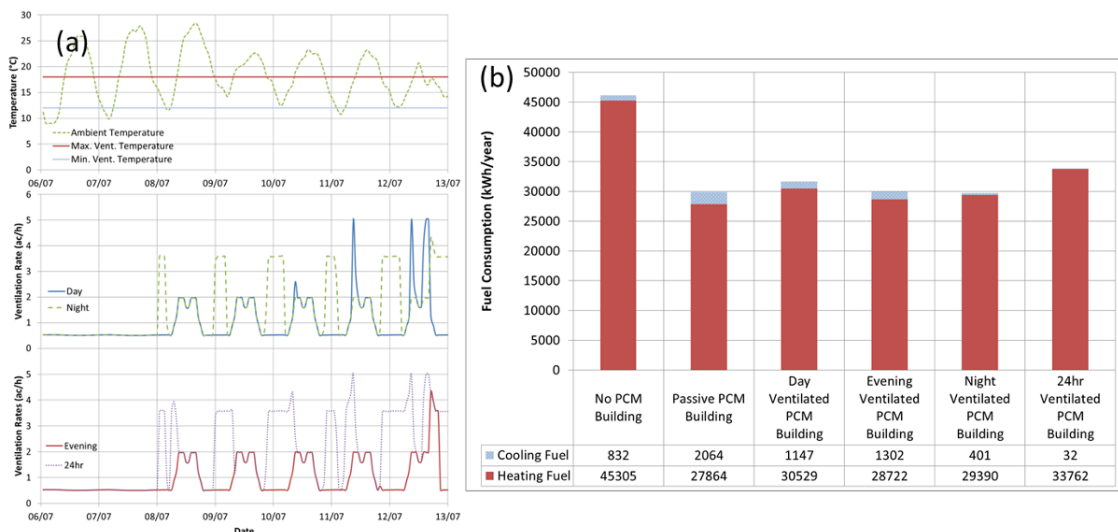 (a)
30
25
20
15
10
5
0
Temperature (°C)
Ambient Temperature
Max. Vent. Temperature
Min. Vent. Temperature
06/07 07/07 08/07 09/07 10/07 11/07 12/07 13/07
6
5
4
3
2
1
0
Ventilation Rate (ac/h)
Day
Night
06/07 07/07 08/07 09/07 10/07 11/07 12/07 13/07
5
4
3
2
1
0
Ventilation Rates (ac/h)
Evening
24hr
06/07 07/07 08/07 09/07 10/07 11/07 12/07 13/07
Date
(b)
50000
45000
40000
35000
30000
25000
20000
15000
10000
5000
0
Fuel Consumption (kWh/year)
No PCM
Building
Passive PCM
Building
Day
Ventilated
PCM
Building
Evening
Ventilated
PCM
Building
Night
Ventilated
PCM
Building
24hr
Ventilated
PCM
Building
Cooling Fuel 832 2064 1147 1302 401 32
Heating Fuel 45305 27864 30529 28722 29390 33762